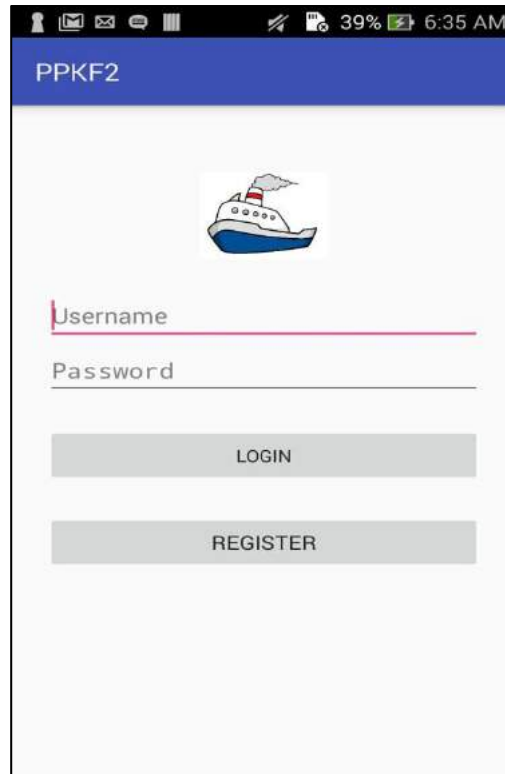 39% 6:35 AM
PPKF2
Username
Password
LOGIN
REGISTER